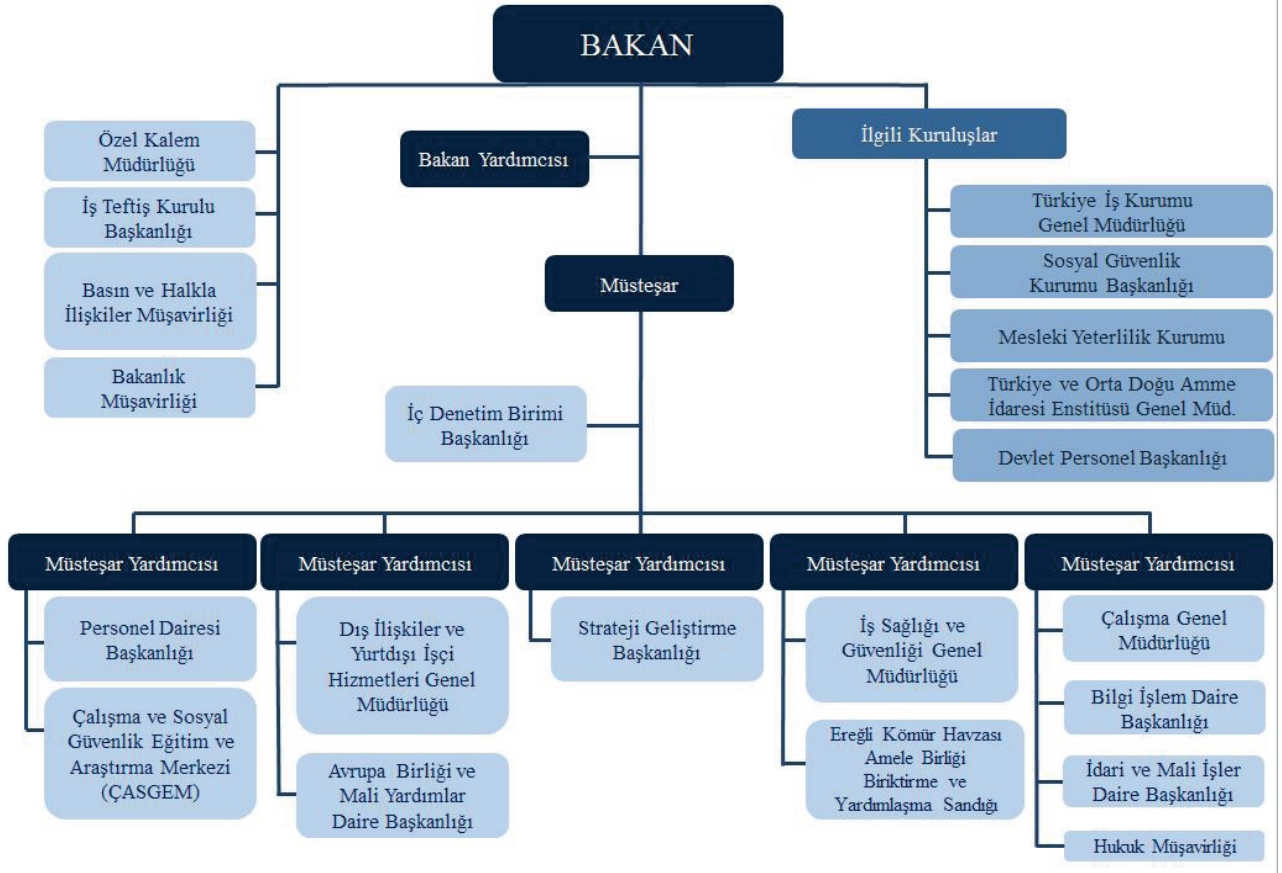 BAKAN
Özel Kalem
Müdürlüğü
İş Teftiş Kurulu
Başkanlığı
Basın ve Halkla
İlişkiler Müşavirliği
Bakanlık
Müşavirliği
Bakan Yardımcısı
Müsteşar
İç Denetim Birimi
Başkanlığı
İlgili Kuruluşlar
Türkiye İş Kurumu
Genel Müdürlüğü
Sosyal Güvenlik
Kurumu Başkanlığı
Mesleki Yeterlilik Kurumu
Türkiye ve Orta Doğu Amme
İdaresi Enstitüsü Genel Müd.
Devlet Personel Başkanlığı
Müsteşar Yardımcısı
Personel Dairesi
Başkanlığı
Çalışma ve Sosyal
Güvenlik Eğitim ve
Araştırma Merkezi
(ÇASGEM)
Müsteşar Yardımcısı
Dış İlişkiler ve
Yurtdışı İşçi
Hizmetleri Genel
Müdürlüğü
Avrupa Birliği ve
Mali Yardımlar
Daire Başkanlığı
Müsteşar Yardımcısı
Strateji Geliştirme
Başkanlığı
Müsteşar Yardımcısı
İş Sağlığı ve
Güvenliği Genel
Müdürlüğü
Ereğli Kömür Havzası
Amele Birliği
Biriktirme ve
Yardımlaşma Sandığı
Müsteşar Yardımcısı
Çalışma Genel
Müdürlüğü
Bilgi İşlem Daire
Başkanlığı
İdari ve Mali İşler
Daire Başkanlığı
Hukuk Müşavirliği